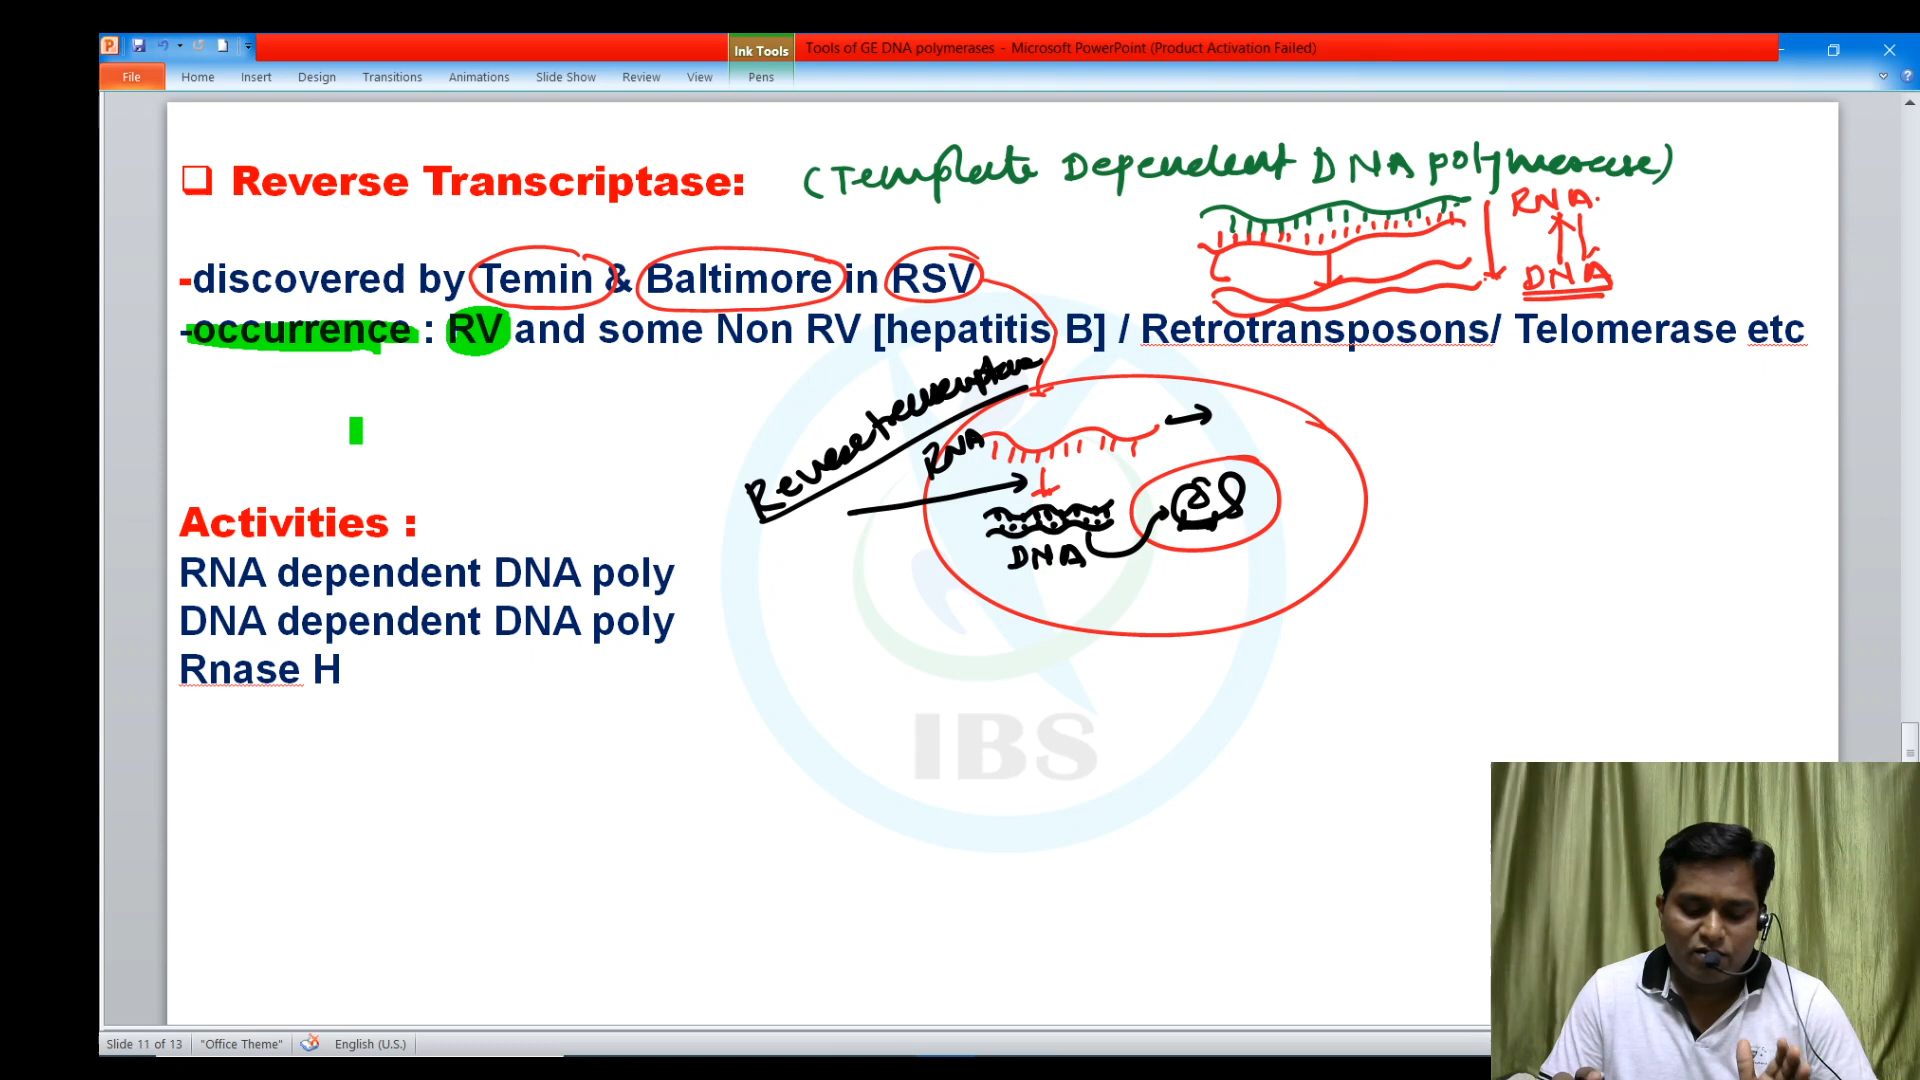 Ink Tools Tools of GE DNA polymerases - Microsoft PowerPoint (Product Activation Failed)
File Home Insert Design Transitions Animations Slide Show Review View Pens
Reverse Transcriptase: (Template Dependent DNA polymerase)
RNA.
DNA
-discovered by Temin & Baltimore in RSV
-occurrence : RV and some Non RV [hepatitis B] / Retrotransposons/ Telomerase etc
Reverse transcriptase
RNA
DNA
Activities :
RNA dependent DNA poly
DNA dependent DNA poly
Rnase H
IBS
Slide 11 of 13 "Office Theme" English (U.S.)